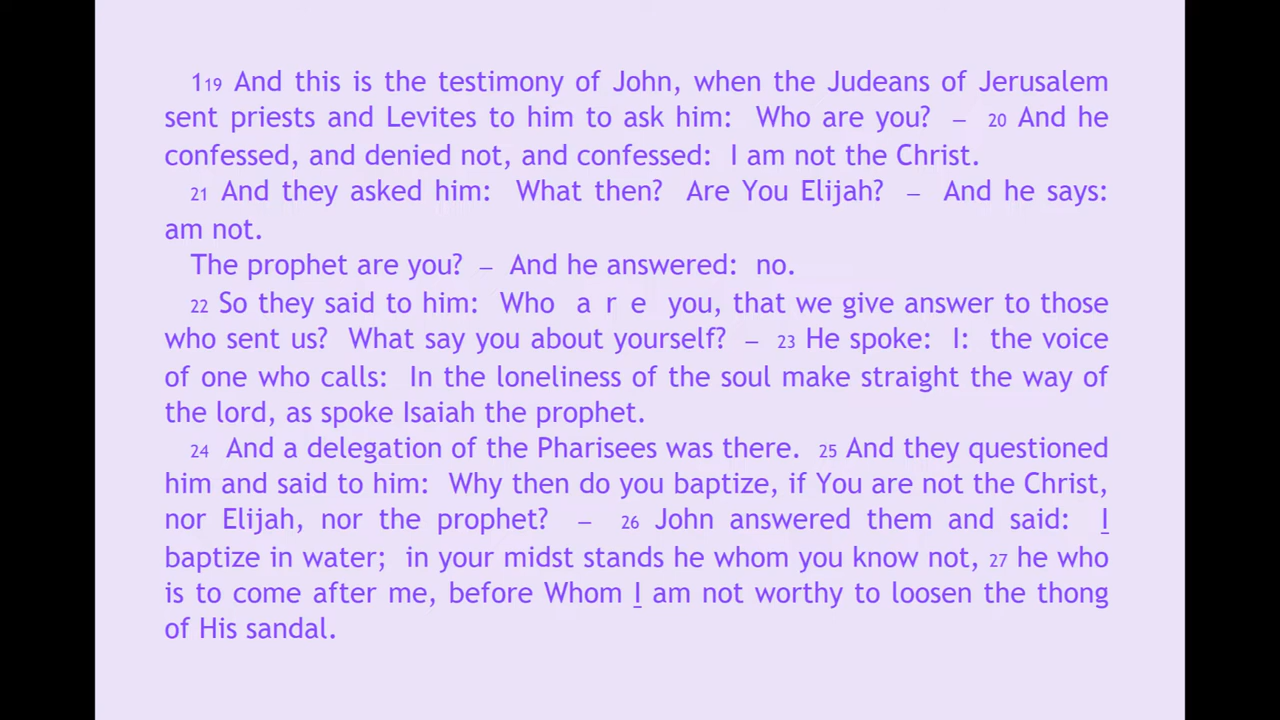 119 And this is the testimony of John, when the Judeans of Jerusalem
sent priests and Levites to him to ask him: Who are you? – 20 And he
confessed, and denied not, and confessed: I am not the Christ.
21 And they asked him: What then? Are You Elijah? – And he says:
am not.
The prophet are you? – And he answered: no.
22 So they said to him: Who a r e you, that we give answer to those
who sent us? What say you about yourself? – 23 He spoke: I: the voice
of one who calls: In the loneliness of the soul make straight the way of
the lord, as spoke Isaiah the prophet.
24 And a delegation of the Pharisees was there. 25 And they questioned
him and said to him: Why then do you baptize, if You are not the Christ,
nor Elijah, nor the prophet? – 26 John answered them and said: I
baptize in water; in your midst stands he whom you know not, 27 he who
is to come after me, before Whom I am not worthy to loosen the thong
of His sandal.